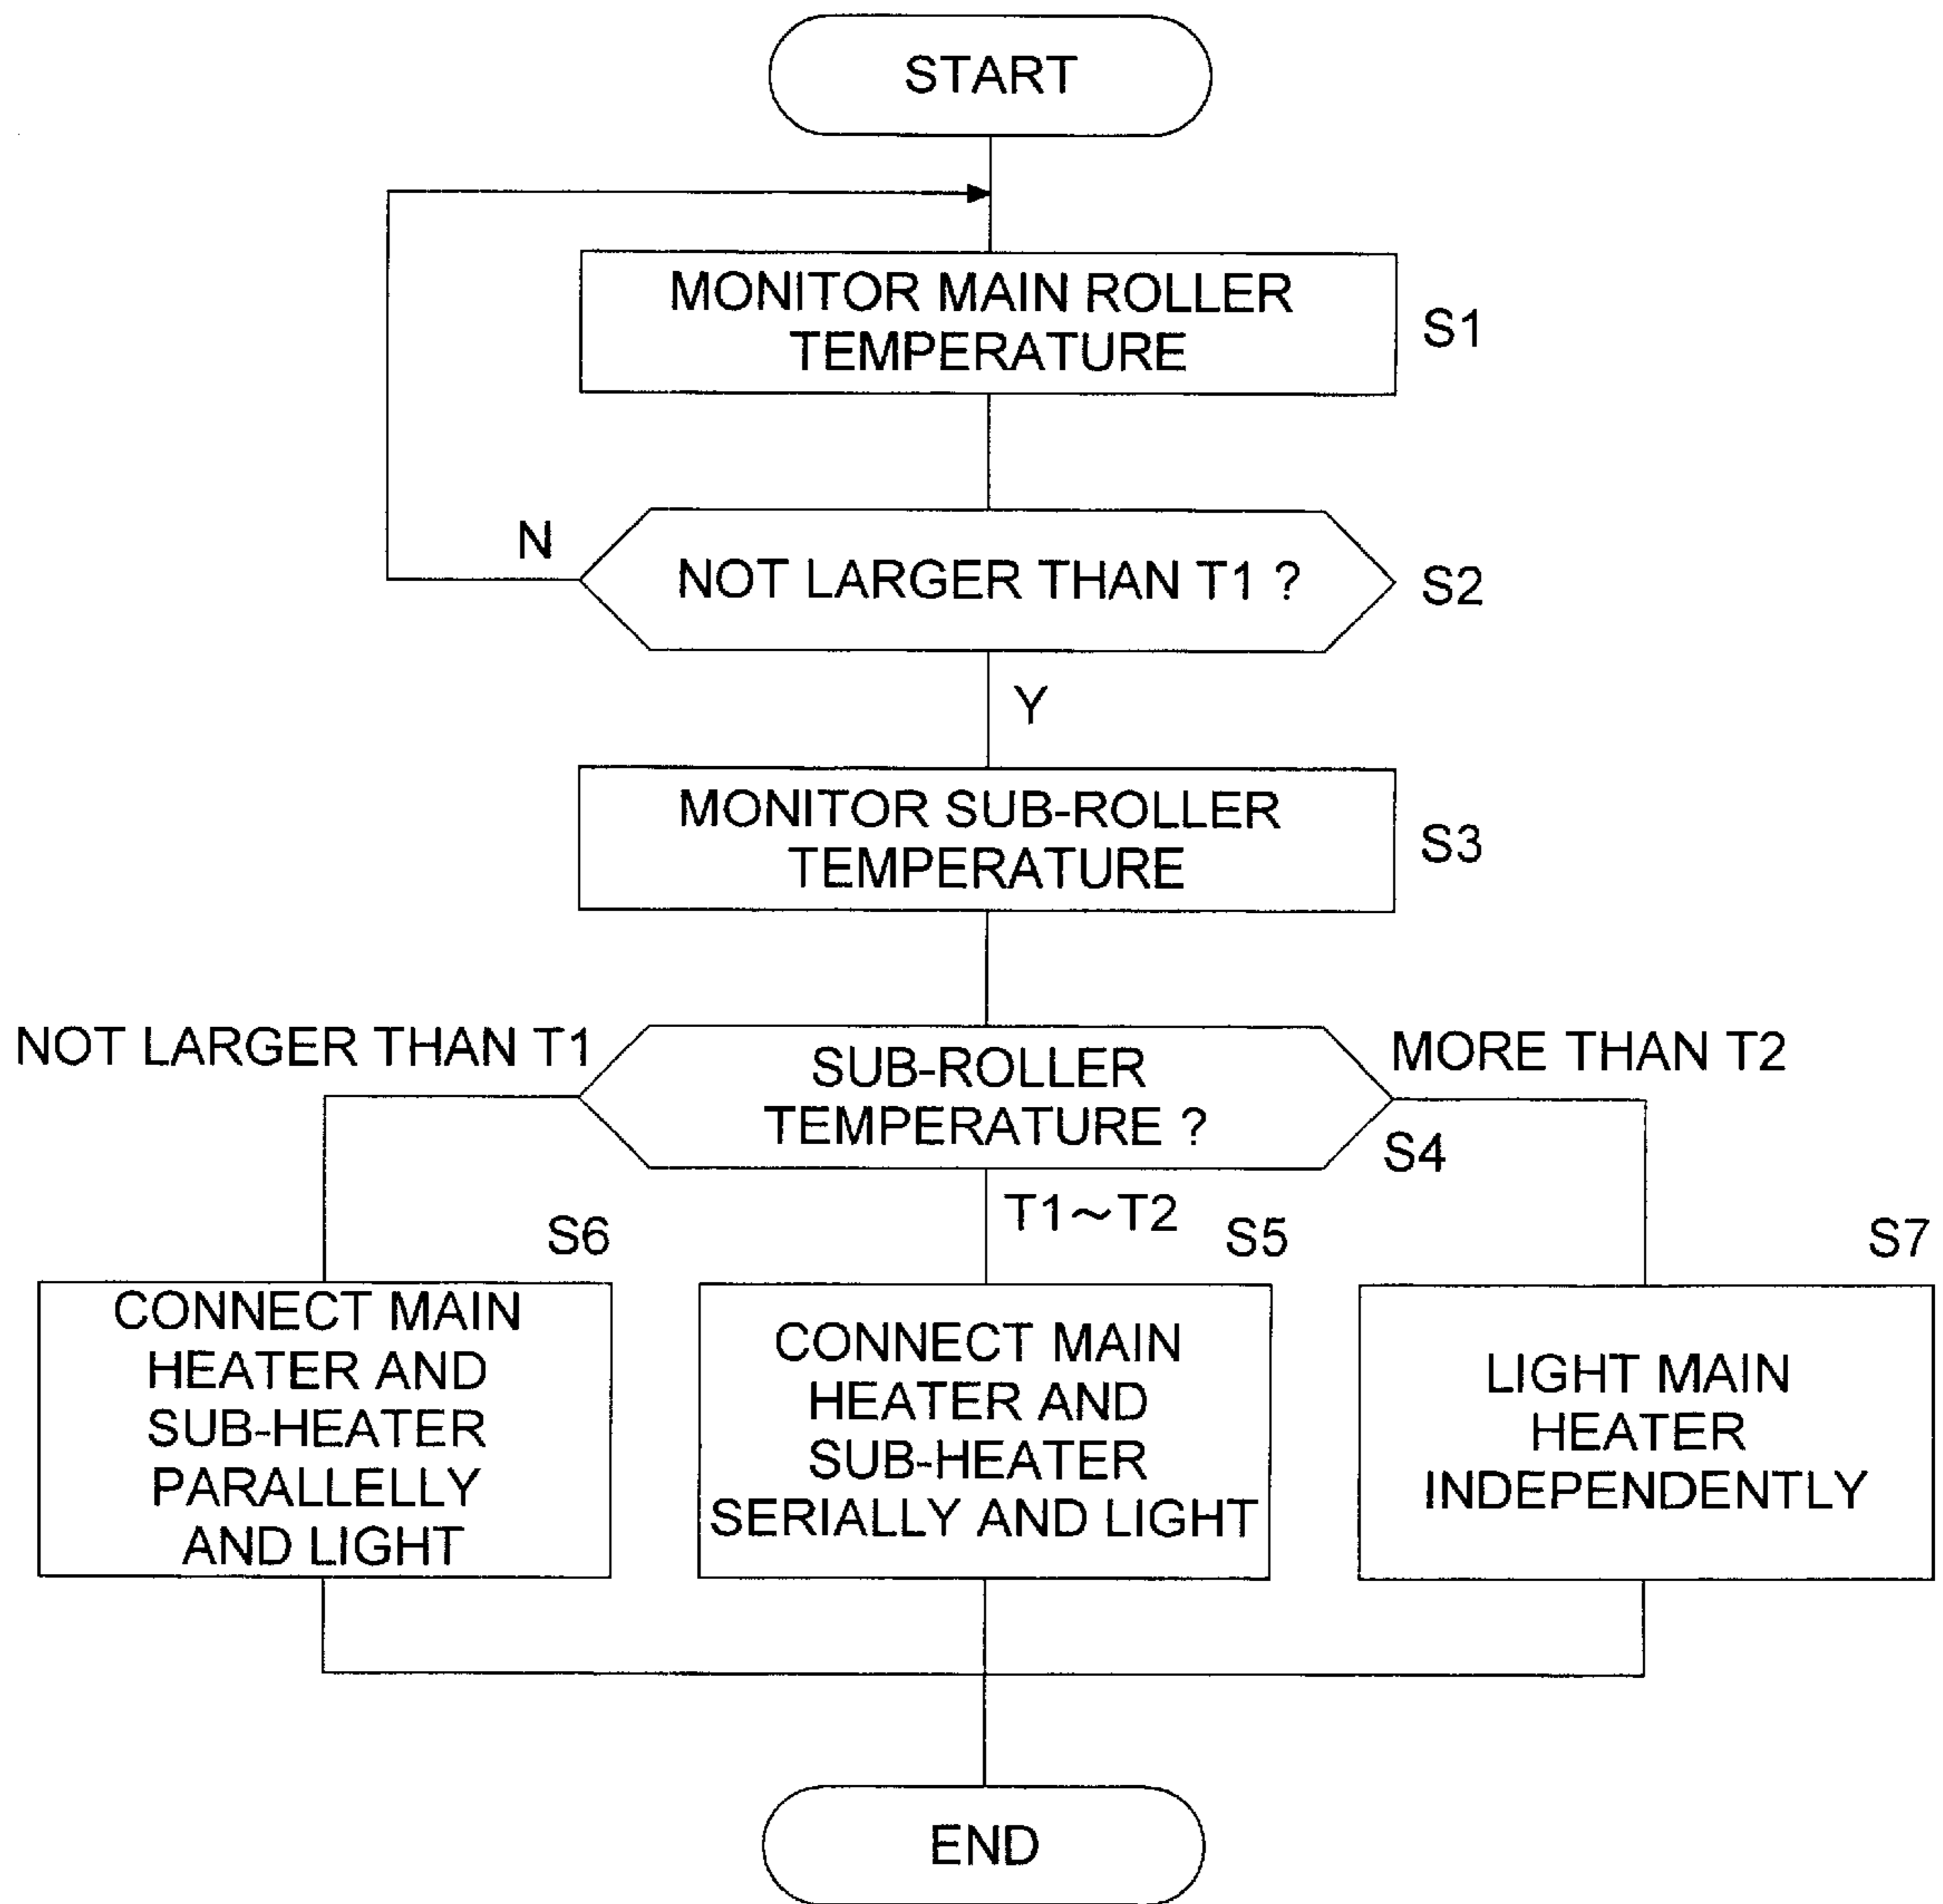 START
MONITOR MAIN ROLLER
TEMPERATURE
S1
N
NOT LARGER THAN T1 ?
S2
Y
MONITOR SUB-ROLLER
TEMPERATURE
S3
NOT LARGER THAN T1
SUB-ROLLER
TEMPERATURE ?
MORE THAN T2
S4
T1~T2
S6
CONNECT MAIN
HEATER AND
SUB-HEATER
PARALLELLY
AND LIGHT
S5
CONNECT MAIN
HEATER AND
SUB-HEATER
SERIALLY AND LIGHT
S7
LIGHT MAIN
HEATER
INDEPENDENTLY
END